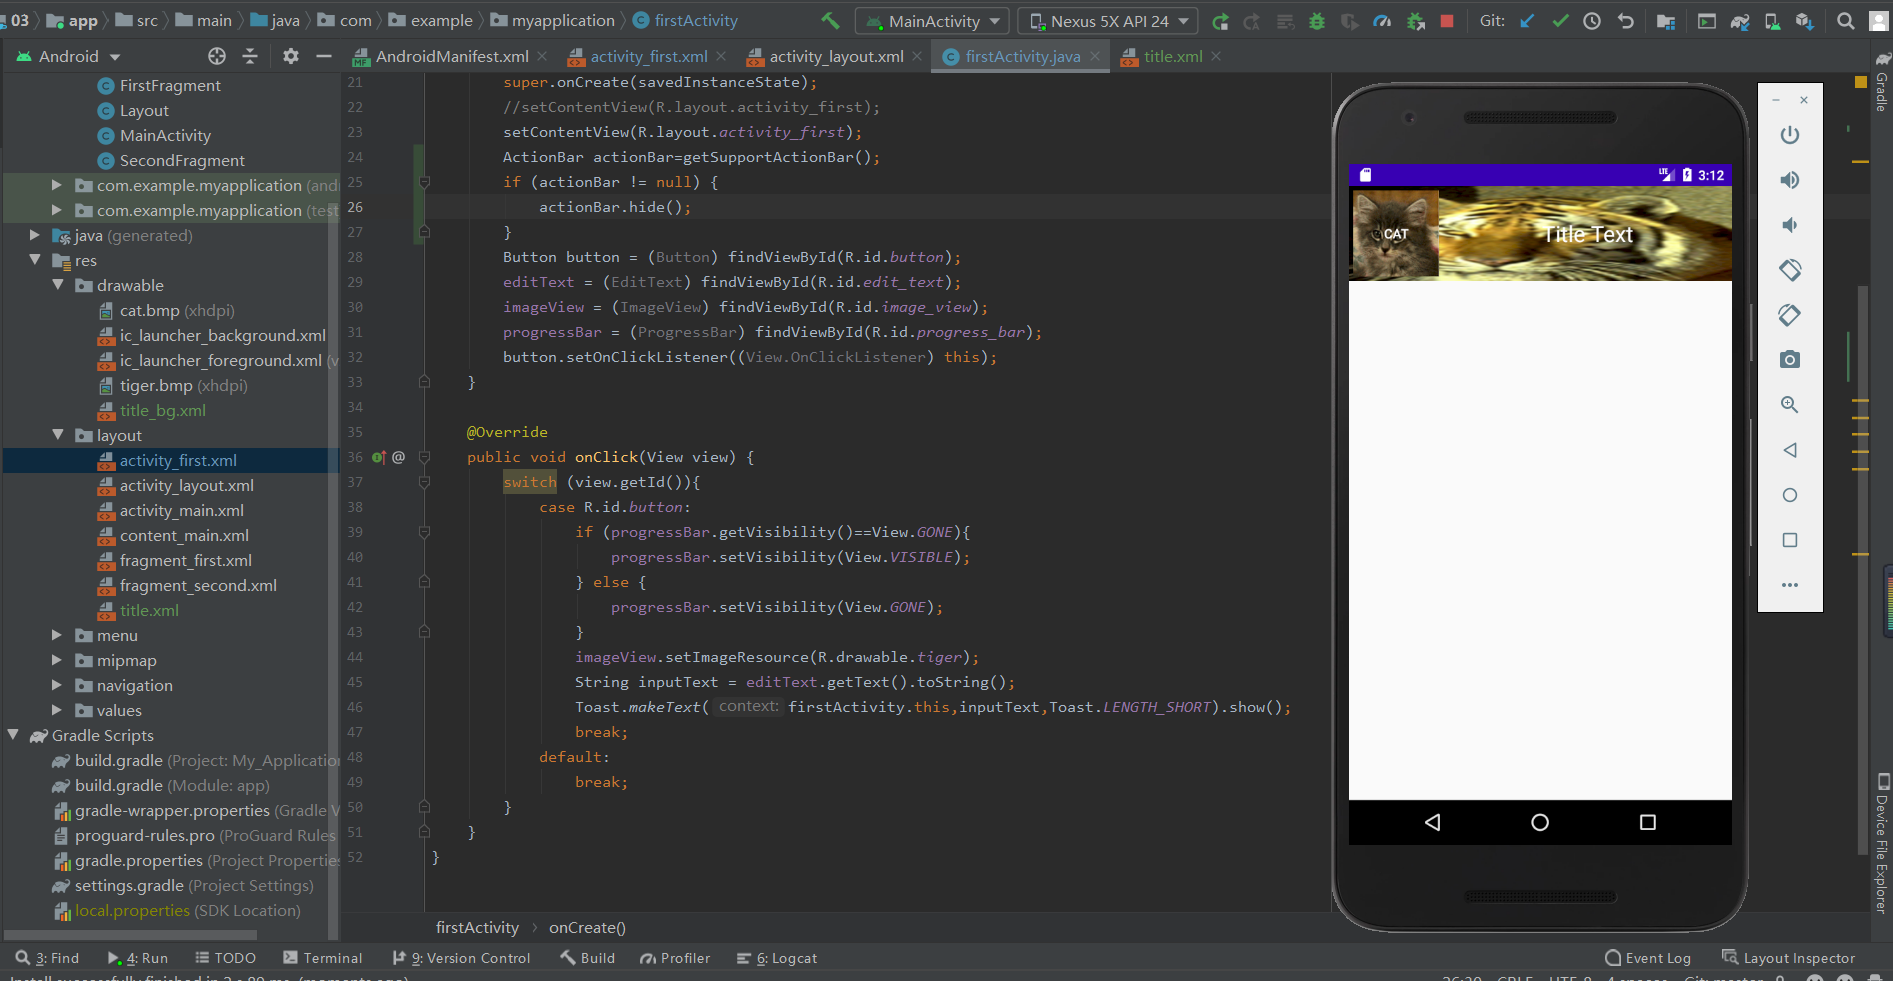 03 app src main java com example myapplication firstActivity MainActivity Nexus 5X API 24 Git:
Android AndroidManifest.xml activity_first.xml activity_layout.xml firstActivity.java title.xml
FirstFragment
Layout
MainActivity
SecondFragment
com.example.myapplication (and
com.example.myapplication (test
java (generated)
res
drawable
cat.bmp (xhdpi)
ic_launcher_background.xml
ic_launcher_foreground.xml (v
tiger.bmp (xhdpi)
title_bg.xml
layout
activity_first.xml
activity_layout.xml
activity_main.xml
content_main.xml
fragment_first.xml
fragment_second.xml
title.xml
menu
mipmap
navigation
values
Gradle Scripts
build.gradle (Project: My_Application
build.gradle (Module: app)
gradle-wrapper.properties (Gradle V
proguard-rules.pro (ProGuard Rules
gradle.properties (Project Properties
settings.gradle (Project Settings)
local.properties (SDK Location)
21 super.onCreate(savedInstanceState);
22 //setContentView(R.layout.activity_first);
23 setContentView(R.layout.activity_first);
24 ActionBar actionBar=getSupportActionBar();
25 if (actionBar != null) {
26 actionBar.hide();
27 }
28 Button button = (Button) findViewById(R.id.button);
29 editText = (EditText) findViewById(R.id.edit_text);
30 imageView = (ImageView) findViewById(R.id.image_view);
31 progressBar = (ProgressBar) findViewById(R.id.progress_bar);
32 button.setOnClickListener((View.OnClickListener) this);
33 }
34
35 @Override
36 @ public void onClick(View view) {
37 switch (view.getId()){
38 case R.id.button:
39 if (progressBar.getVisibility()==View.GONE){
40 progressBar.setVisibility(View.VISIBLE);
41 } else {
42 progressBar.setVisibility(View.GONE);
43 }
44 imageView.setImageResource(R.drawable.tiger);
45 String inputText = editText.getText().toString();
46 Toast.makeText( context: firstActivity.this,inputText,Toast.LENGTH_SHORT).show();
47 break;
48 default:
49 break;
50 }
51 }
52 }
firstActivity onCreate()
LTE 3:12
CAT Title Text
Gradle
Device File Explorer
3: Find 4: Run TODO Terminal 9: Version Control Build Profiler 6: Logcat Event Log Layout Inspector